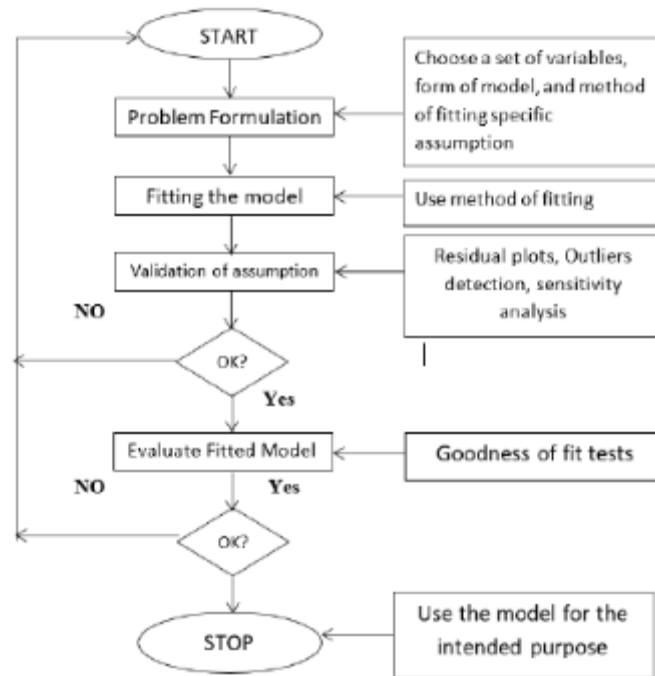 START
Choose a set of variables,
form of model, and method
of fitting specific
assumption
Problem Formulation
Fitting the model
Use method of fitting
Validation of assumption
Residual plots, Outliers
detection, sensitivity
analysis
NO
OK?
Yes
Evaluate Fitted Model
Goodness of fit tests
NO
Yes
OK?
STOP
Use the model for the
intended purpose